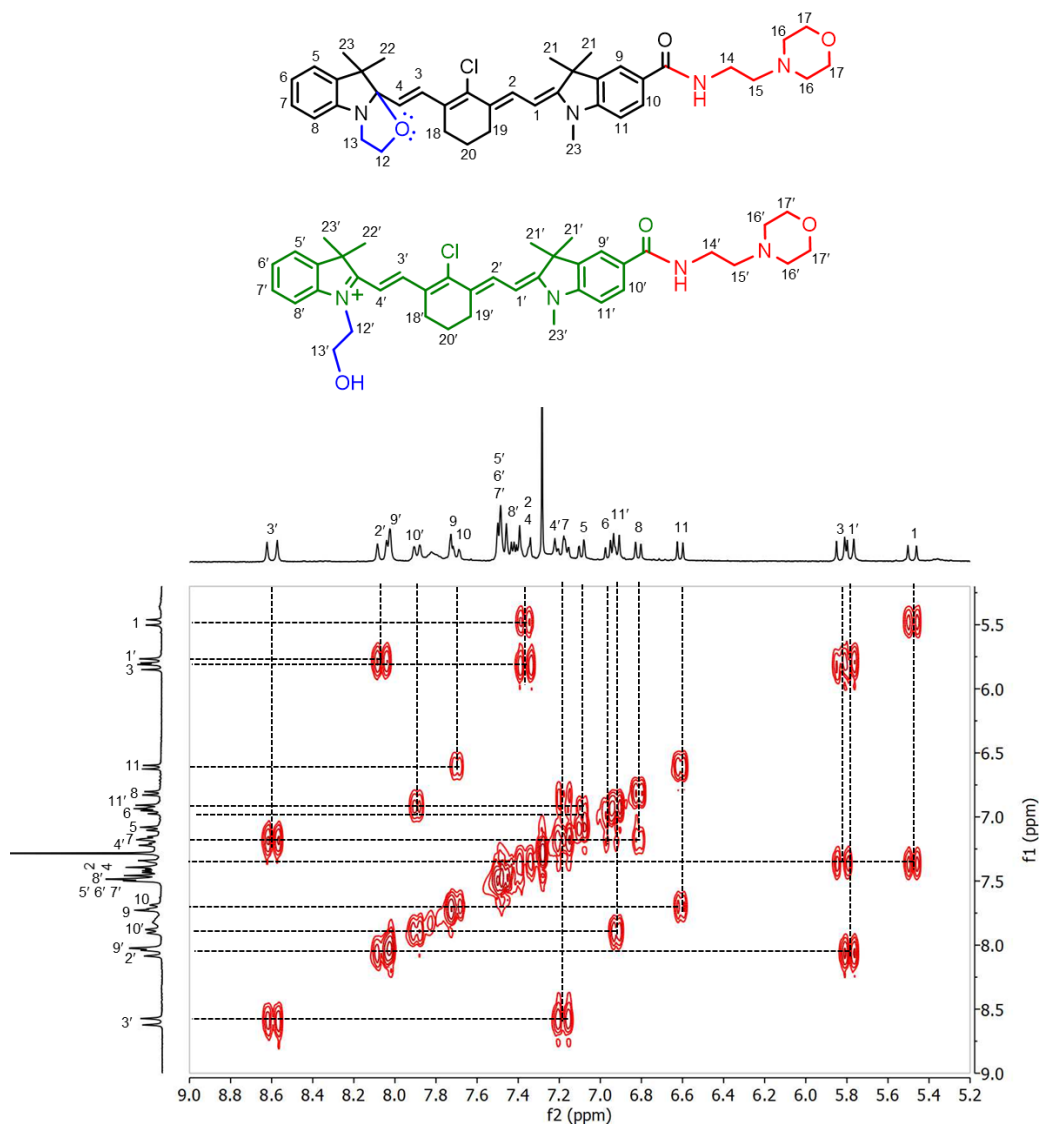 23 22 21 21 O 16 17 O
5 4 3 Cl 2 9 14 N 17
6 N 15 16
7 H
8 N O 1 10
13 18 19 N 11
12 20 23
23' 22' 21' 21' O 16' 17' O
5' 3' Cl 2' 9' 14' N 17'
6' N 15' 16'
7' N+ 4' 1' 10' H
8' 18' 19' N 11'
12' 20' 23'
13'
OH
5'
6' 2
7' 8' 4
3' 2' 9' 10' 9 10 4' 7 5 6 11' 8 11 3 1' 1
1
1'
3
11
8
11'
6
5
7
4'
2 4
8'
5' 6' 7'
10
9
10'
9'
2'
3'
5.5
6.0
6.5
7.0
7.5
8.0
8.5
9.0
f1 (ppm)
9.0 8.8 8.6 8.4 8.2 8.0 7.8 7.6 7.4 7.2 7.0 6.8 6.6 6.4 6.2 6.0 5.8 5.6 5.4 5.2
f2 (ppm)